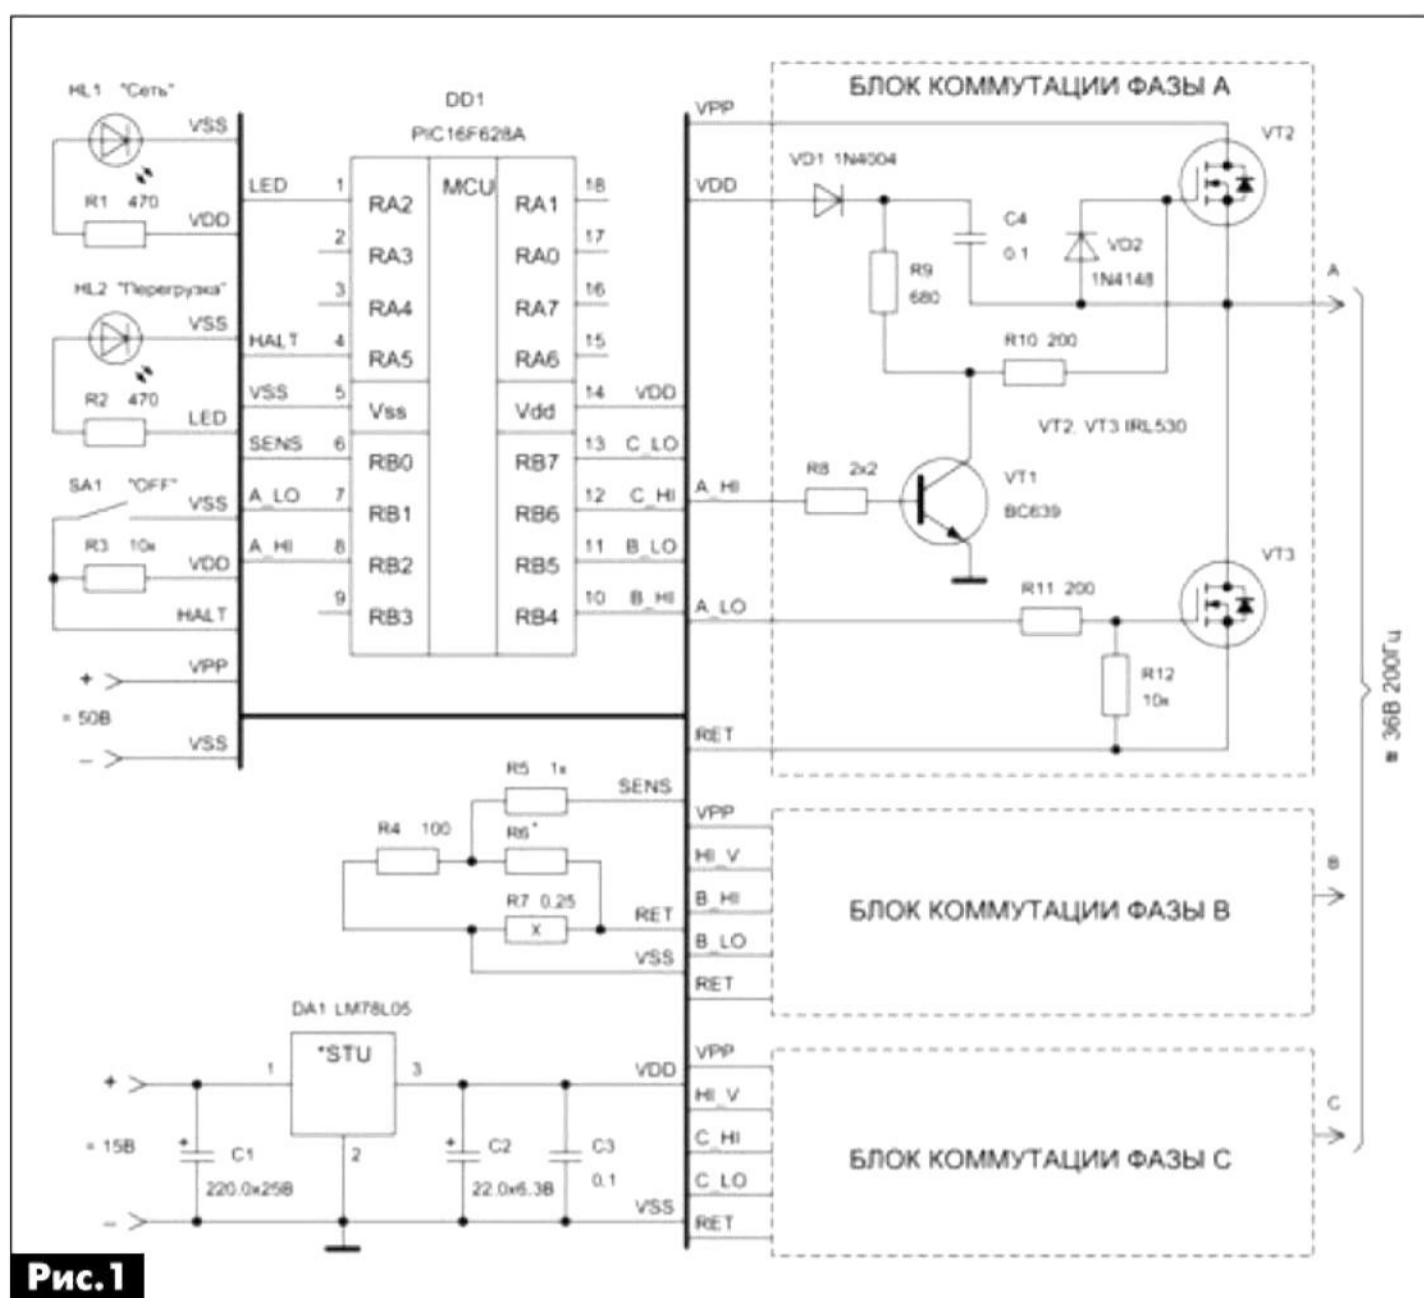 HL1 "Сеть"
VSS
R1 470
VDD
HL2 "Перегрузка"
VSS
R2 470
LED
SA1 "OFF"
VSS
R3 10к
VDD
HALT
+
VPP
= 50В
–
VSS
DD1
PIC16F628A
MCU
LED 1 RA2
2 RA3
3 RA4
HALT 4 RA5
VSS 5 Vss
SENS 6 RB0
A_LO 7 RB1
A_HI 8 RB2
9 RB3
RA1 18
RA0 17
RA7 16
RA6 15
Vdd 14 VDD
RB7 13 C_LO
RB6 12 C_HI
RB5 11 B_LO
RB4 10 B_HI
БЛОК КОММУТАЦИИ ФАЗЫ А
VPP
VT2
VD1 1N4004
VDD
C4
0.1
VD2
1N4148
R9
680
A
R10 200
VT2, VT3 IRL530
A_HI
R8 2к2
VT1
BC639
VT3
A_LO
R11 200
R12
10к
RET
36В 200Гц
R5 1к
SENS
R4 100
R6*
R7 0,25
X
RET
VSS
VPP
HI_V
B_HI
B_LO
RET
БЛОК КОММУТАЦИИ ФАЗЫ В
B
DA1 LM78L05
*STU
+
1
3
VDD
2
= 15В
C1
220.0x25В
C2
22.0x6.3В
C3
0,1
–
VSS
VPP
HI_V
C_HI
C_LO
RET
БЛОК КОММУТАЦИИ ФАЗЫ С
C
Рис.1